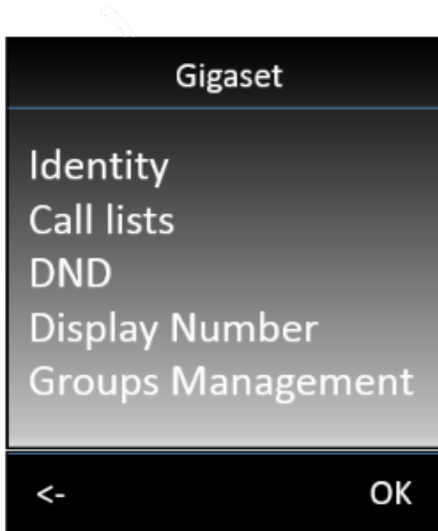 Gigaset
Identity
Call lists
DND
Display Number
Groups Management
<- OK